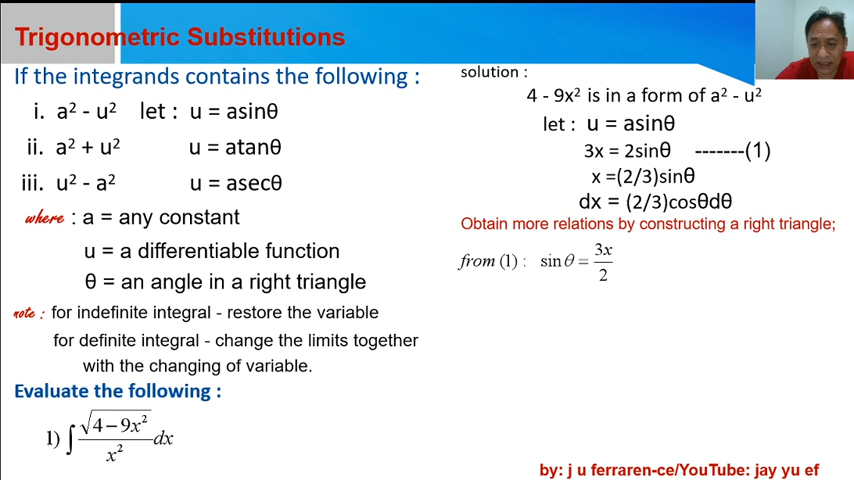 Trigonometric Substitutions
If the integrands contains the following :
i. a² - u² let : u = asinθ
ii. a² + u² u = atanθ
iii. u² - a² u = asecθ
where : a = any constant
u = a differentiable function
θ = an angle in a right triangle
note : for indefinite integral - restore the variable
for definite integral - change the limits together
with the changing of variable.
Evaluate the following :
1) ∫ √(4−9x²) / x² dx
solution :
4 - 9x² is in a form of a² - u²
let : u = asinθ
3x = 2sinθ -------(1)
x =(2/3)sinθ
dx = (2/3)cosθdθ
Obtain more relations by constructing a right triangle;
from (1) : sin θ = 3x / 2
by: j u ferraren-ce/YouTube: jay yu ef